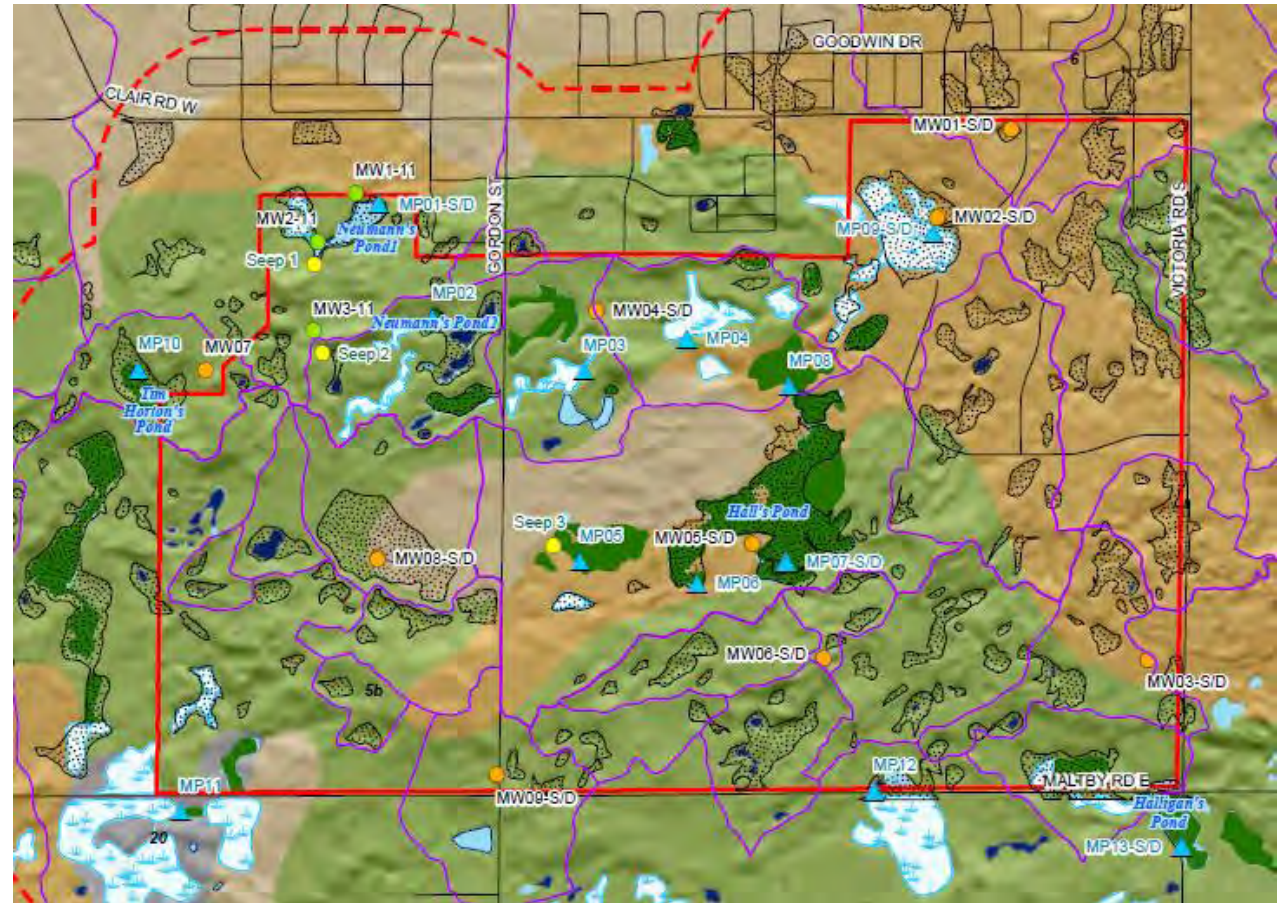 GOODWIN DR
6
CLAIR RD W
MW01-S/D
MW1-11
MP01-S/D
GORDON ST
VICTORIA RD S
MW2-11
Neumann's
Pond1
MW02-S/D
MP09-S/D
Seep 1
MP02
Neumann's Pond2
MW3-11
MW04-S/D
Seep 2
MP04
MP10
MW07
MP03
MP08
Tim
Horton's
Pond
Hall's Pond
Seep 3
MP05
MW05-S/D
MW08-S/D
MP07-S/D
MP06
MW06-S/D
MW03-S/D
5b
MP12
MALTBY RD E
MP11
MW09-S/D
Halligan's
Pond
20
MP13-S/D